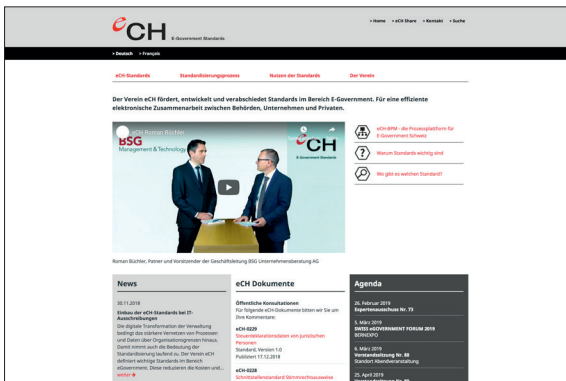 eCH
E-Government Standards
> Home > eCH Share > Kontakt > Suche
> Deutsch > Français
eCH-Standards Standardisierungsprozess Nutzen der Standards Der Verein
Der Verein eCH fördert, entwickelt und verabschiedet Standards im Bereich E-Government. Für eine effiziente
elektronische Zusammenarbeit zwischen Behörden, Unternehmen und Privaten.
eCH Roman Büchler
BSG
Management & Technology
eCH
E-Government Standards
eCH-BPM - die Prozessplattform für
E-Government Schweiz
Warum Standards wichtig sind
Wo gibt es welchen Standard?
Roman Büchler, Patner und Vorsitzender der Geschäftsleitung BSG Unternehmensberatung AG
News
30.11.2018
Einbau der eCH-Standards bei IT-
Ausschreibungen
Die digitale Transformation der Verwaltung
bedingt das stärkere Vernetzen von Prozessen
und Daten über Organisationsgrenzen hinaus.
Damit nimmt auch die Bedeutung der
Standardisierung laufend zu. Der Verein eCH
definiert wichtige Standards im Bereich
eGovernment. Diese reduzieren die Kosten und...
weiter
eCH Dokumente
Öffentliche Konsultationen
Für folgende eCH-Dokumente bitten wir Sie um
Ihre Kommentare:
eCH-0229
Steuerdeklarationsdaten von juristischen
Personen
Standard, Version 1.0
Publiziert 17.12.2018
eCH-0228
Schnittstellenstandard Stimmrechtsausweise
Agenda
26. Februar 2019
Expertenausschuss Nr. 73
5. März 2019
SWISS eGOVERNMENT FORUM 2019
BERNEXPO
6. März 2019
Vorstandsitzung Nr. 88
Standort Abendveranstaltung
25. April 2019
Vorstandsitzung Nr. 89